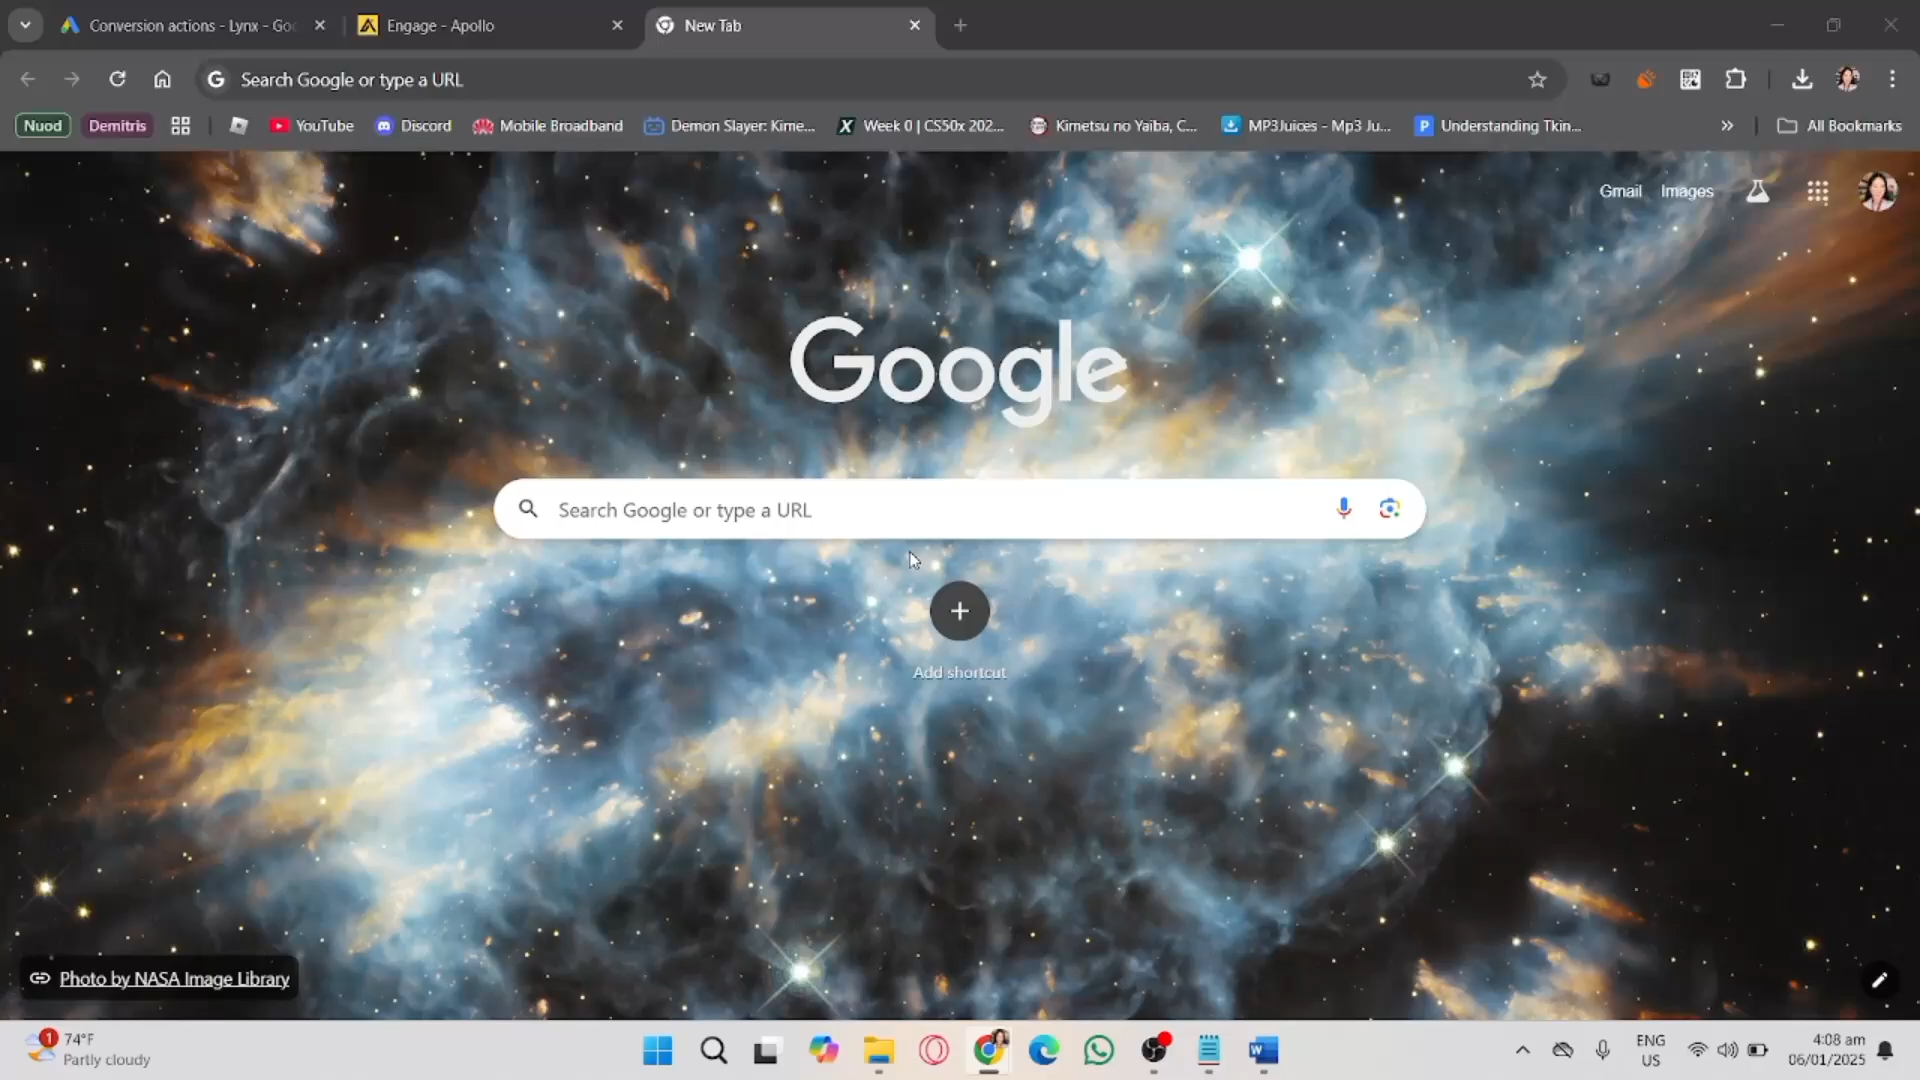 Conversion actions - Lynx - Goo
Engage - Apollo
New Tab
Search Google or type a URL
Nuod
Demitris
YouTube
Discord
Mobile Broadband
Demon Slayer: Kime...
Week 0 | CS50x 202...
Kimetsu no Yaiba, C...
MP3Juices - Mp3 Ju...
Understanding Tkin...
All Bookmarks
Gmail
Images
Google
Search Google or type a URL
Add shortcut
Photo by NASA Image Library
1
74°F
Partly cloudy
ENG
US
4:08 am
06/01/2025